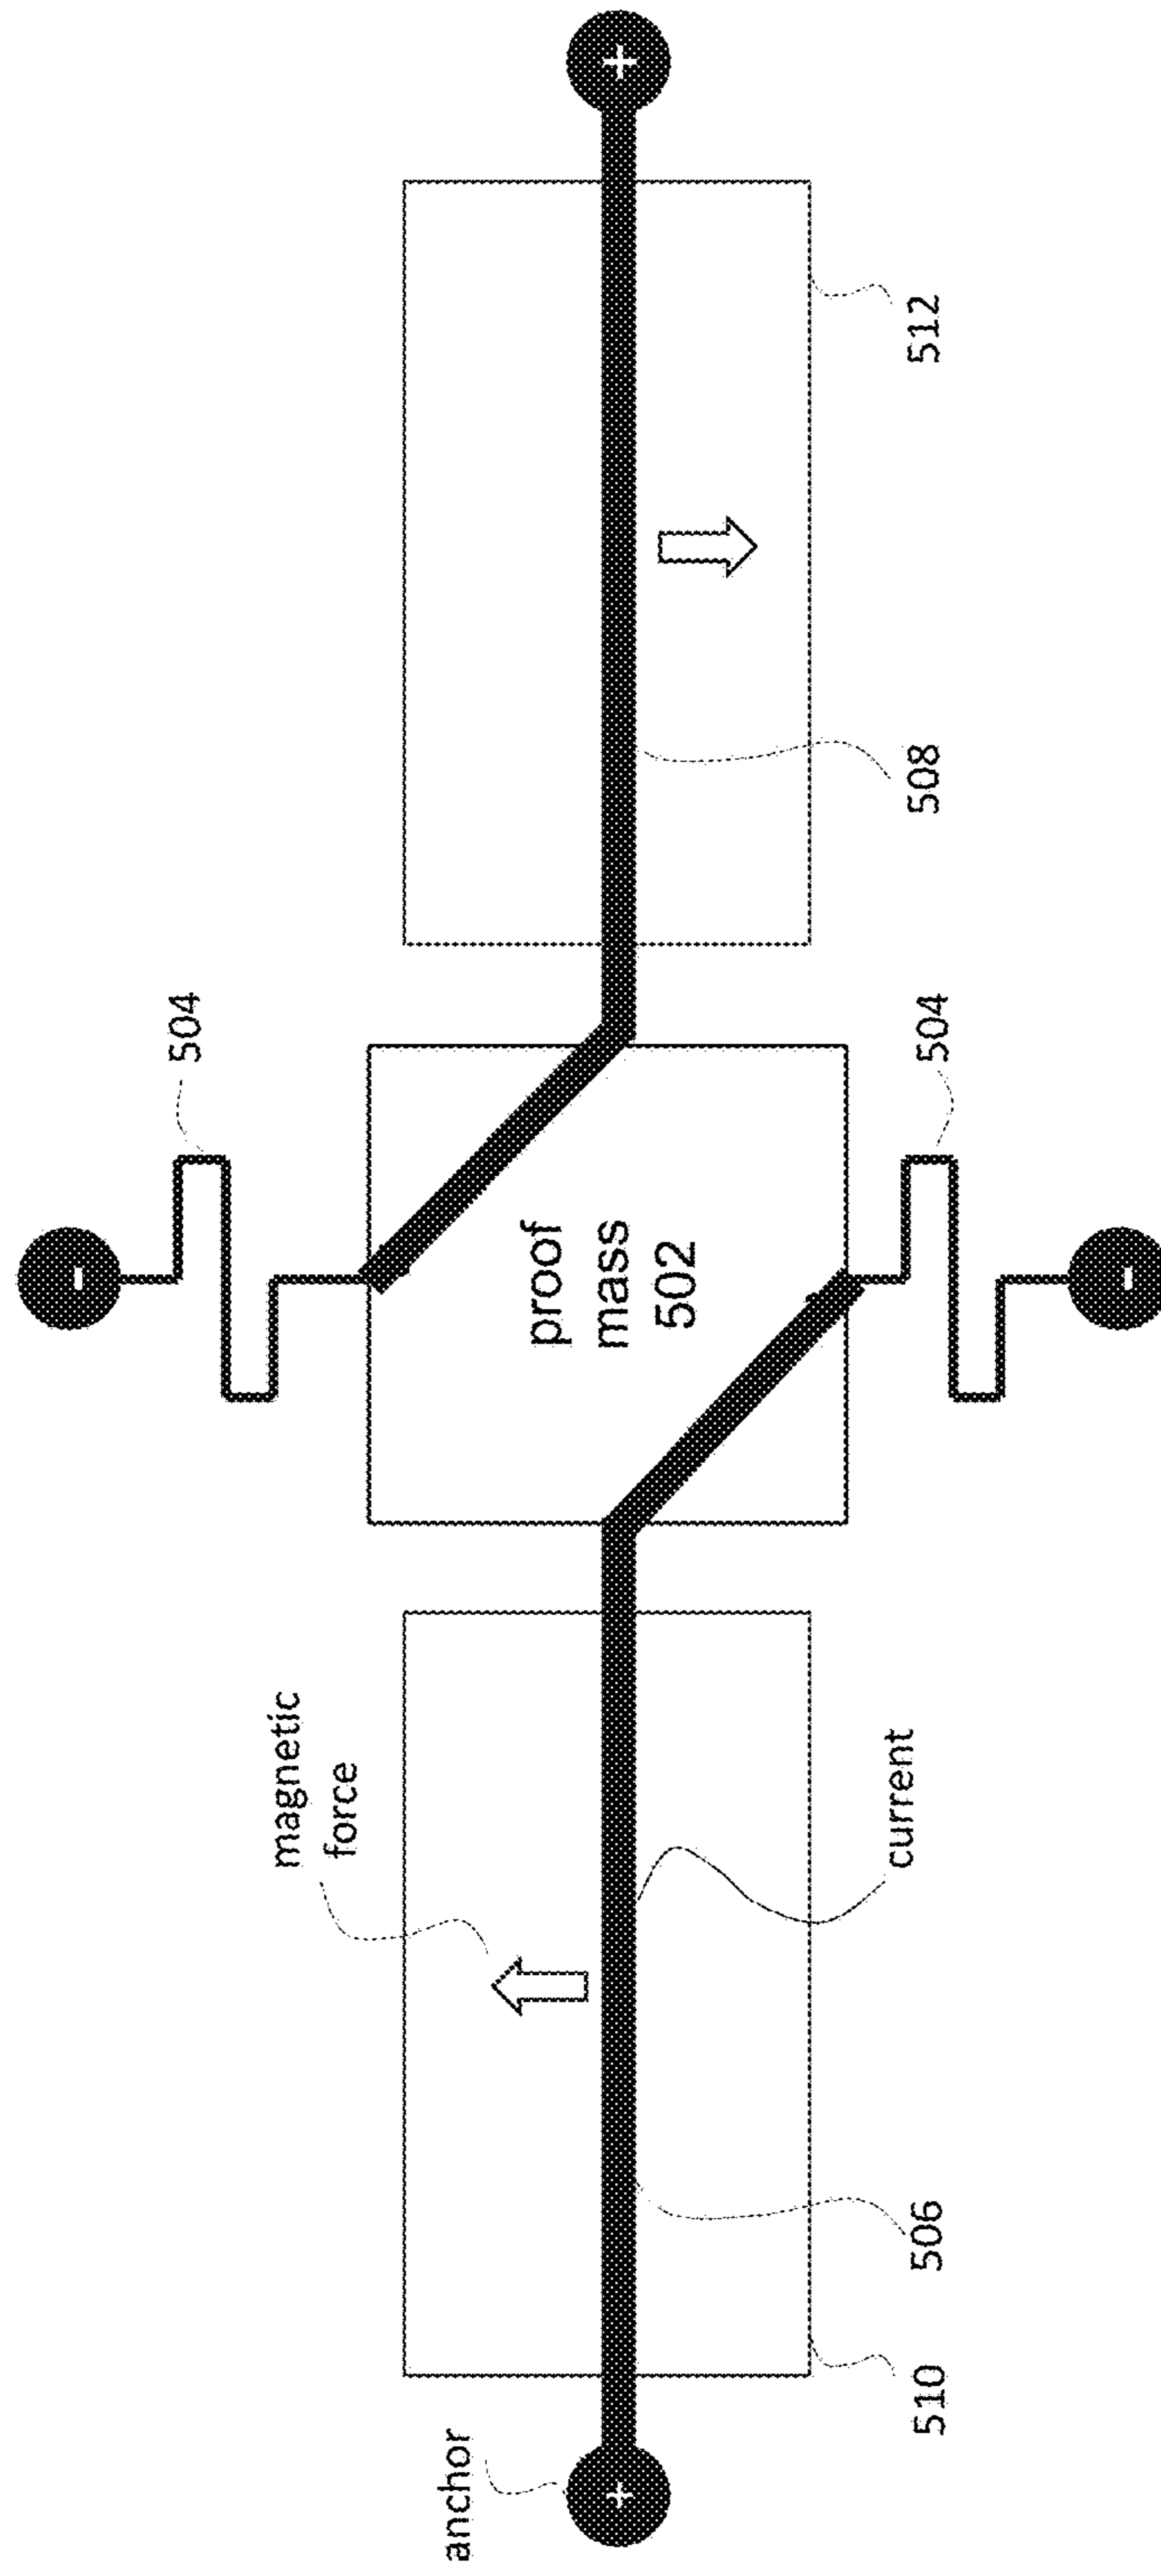 -
504
magnetic
force
anchor
proof
mass
502
+
+
510
506
current
508
504
512
-